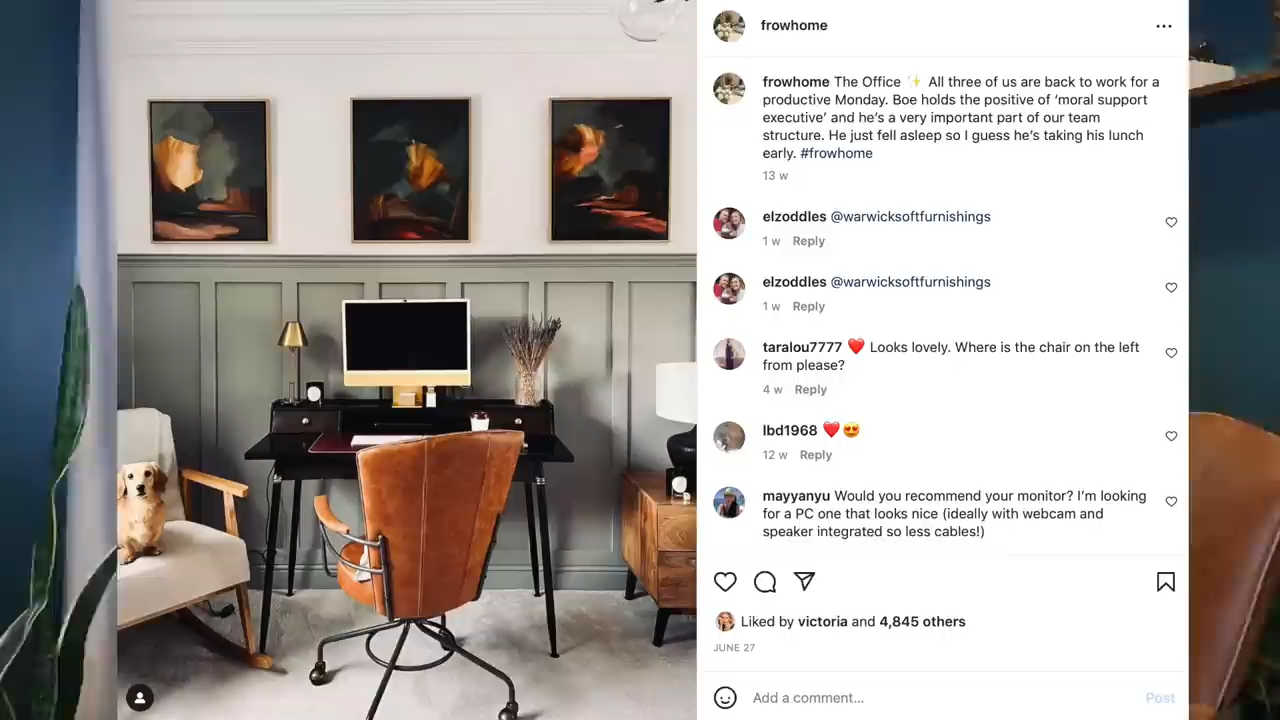 frowhome
frowhome The Office ✨ All three of us are back to work for a
productive Monday. Boe holds the positive of ‘moral support
executive’ and he’s a very important part of our team
structure. He just fell asleep so I guess he’s taking his lunch
early. #frowhome
13 w
elzoddles @warwicksoftfurnishings
1 w Reply
elzoddles @warwicksoftfurnishings
1 w Reply
taralou7777 ❤️ Looks lovely. Where is the chair on the left
from please?
4 w Reply
lbd1968 ❤️😍
12 w Reply
mayyanyu Would you recommend your monitor? I’m looking
for a PC one that looks nice (ideally with webcam and
speaker integrated so less cables!)
Liked by victoria and 4,845 others
JUNE 27
Add a comment... Post